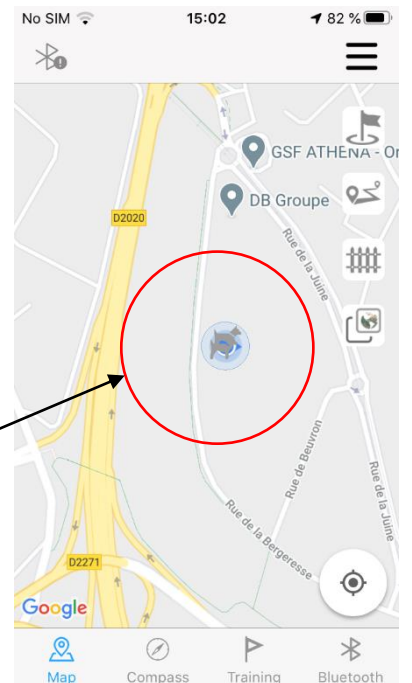 No SIM 15:02 82 %
GSF ATHENA - Or
DB Groupe
D2020
Rue de la Juine
Rue de Beuvron
Rue de la Juine
Rue de la Bergeresse
D2271
Google
Map Compass Training Bluetooth